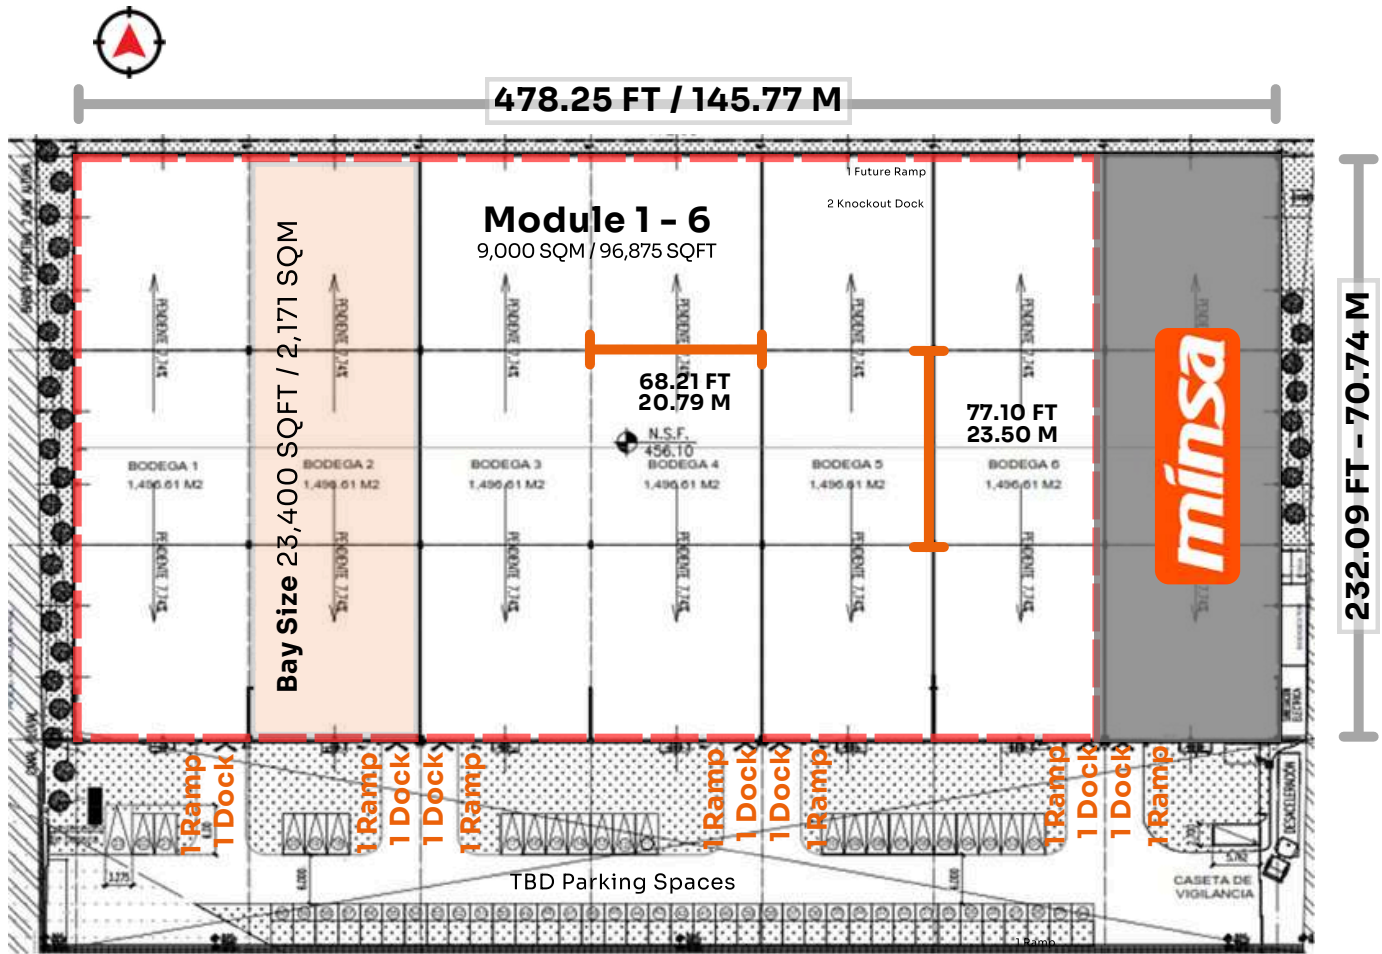 478.25 FT / 145.77 M
1 Future Ramp
2 Knockout Dock
Module 1 - 6
9,000 SQM / 96,875 SQFT
Bay Size 23,400 SQFT / 2,171 SQM
68.21 FT
20.79 M
77.10 FT
23.50 M
N.S.F.
456.10
BODEGA 1
1,496.61 M2
BODEGA 2
1,496.61 M2
BODEGA 3
1,496.61 M2
BODEGA 4
1,496.61 M2
BODEGA 5
1,496.61 M2
BODEGA 6
1,496.61 M2
minsa
232.09 FT - 70.74 M
1 Ramp
1 Dock
1 Ramp
1 Dock
1 Dock
1 Ramp
1 Ramp
1 Dock
1 Dock
1 Ramp
1 Ramp
1 Dock
1 Dock
1 Ramp
3.275
6.000
TBD Parking Spaces
5.762
CASETA DE
VIGILANCIA
1 Ramp